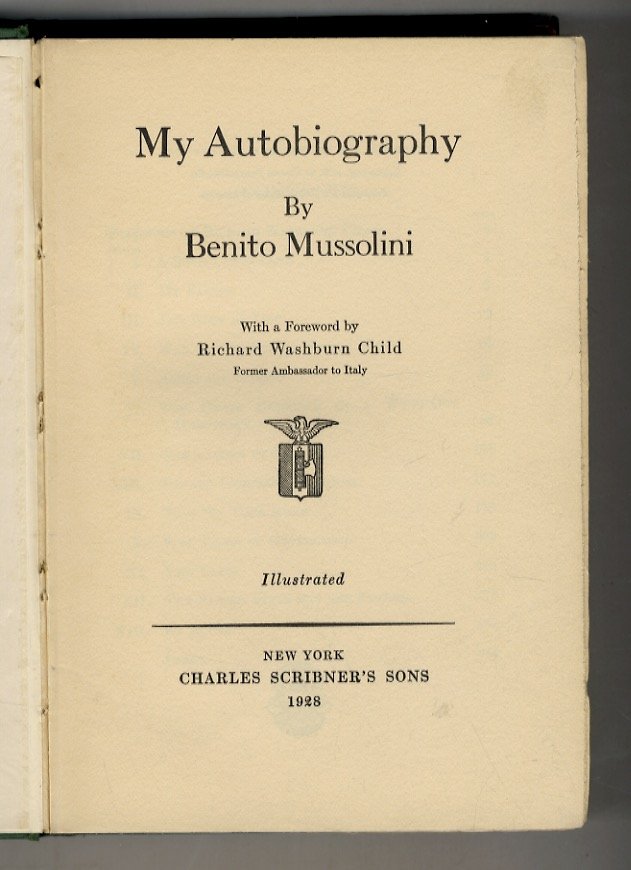 My Autobiography
By
Benito Mussolini
With a Foreword by
Richard Washburn Child
Former Ambassador to Italy
Illustrated
NEW YORK
CHARLES SCRIBNER'S SONS
1928